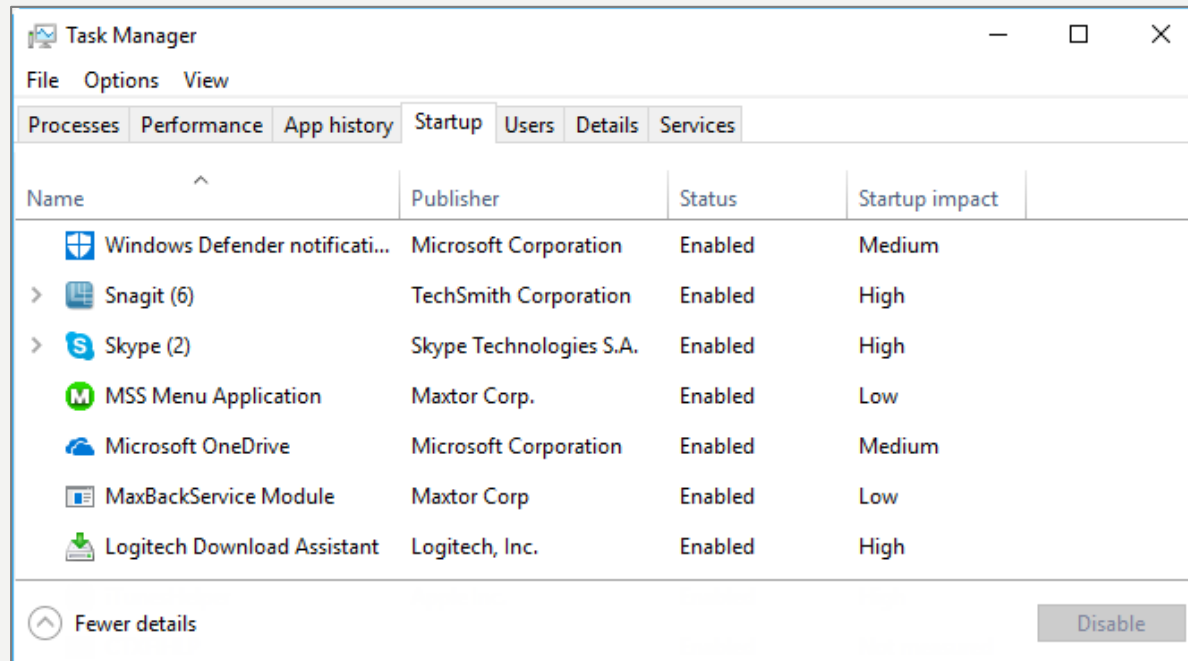 Task Manager
File Options View
Processes Performance App history Startup Users Details Services
Name Publisher Status Startup impact
Windows Defender notificati... Microsoft Corporation Enabled Medium
Snagit (6) TechSmith Corporation Enabled High
Skype (2) Skype Technologies S.A. Enabled High
MSS Menu Application Maxtor Corp. Enabled Low
Microsoft OneDrive Microsoft Corporation Enabled Medium
MaxBackService Module Maxtor Corp Enabled Low
Logitech Download Assistant Logitech, Inc. Enabled High
Fewer details Disable